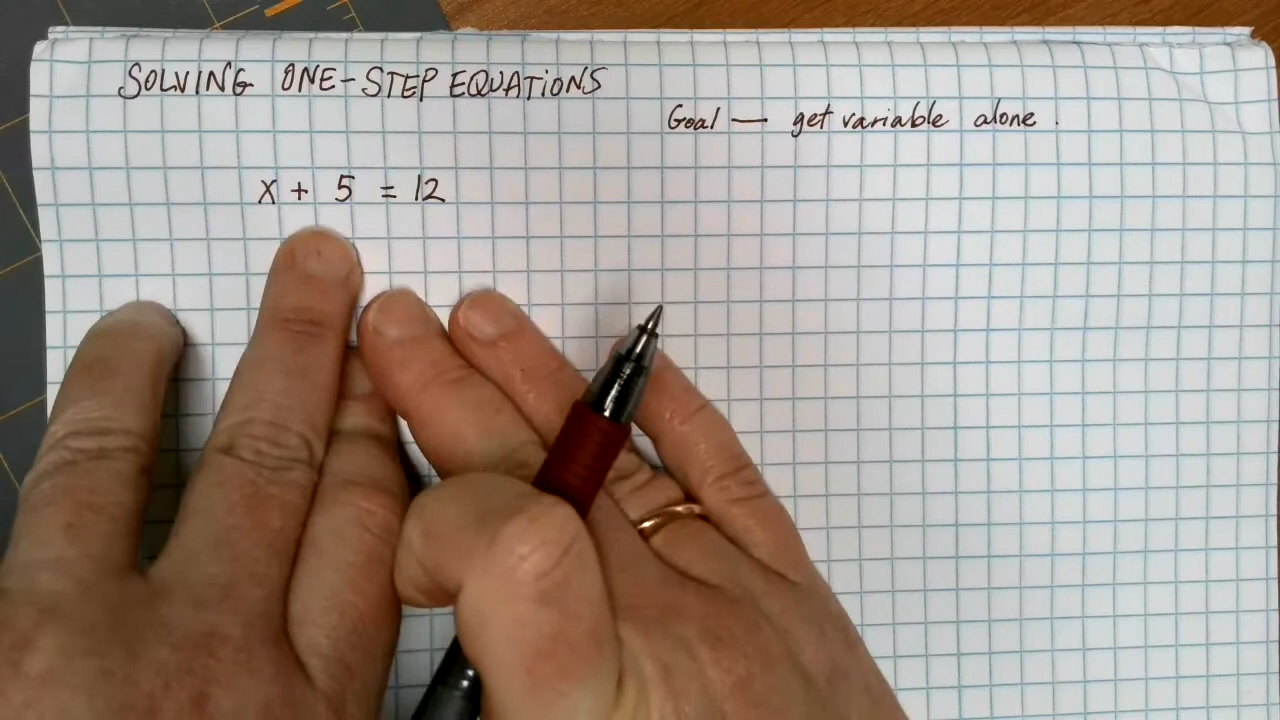 SOLVING ONE-STEP EQUATIONS
Goal — get variable alone.
x + 5 = 12